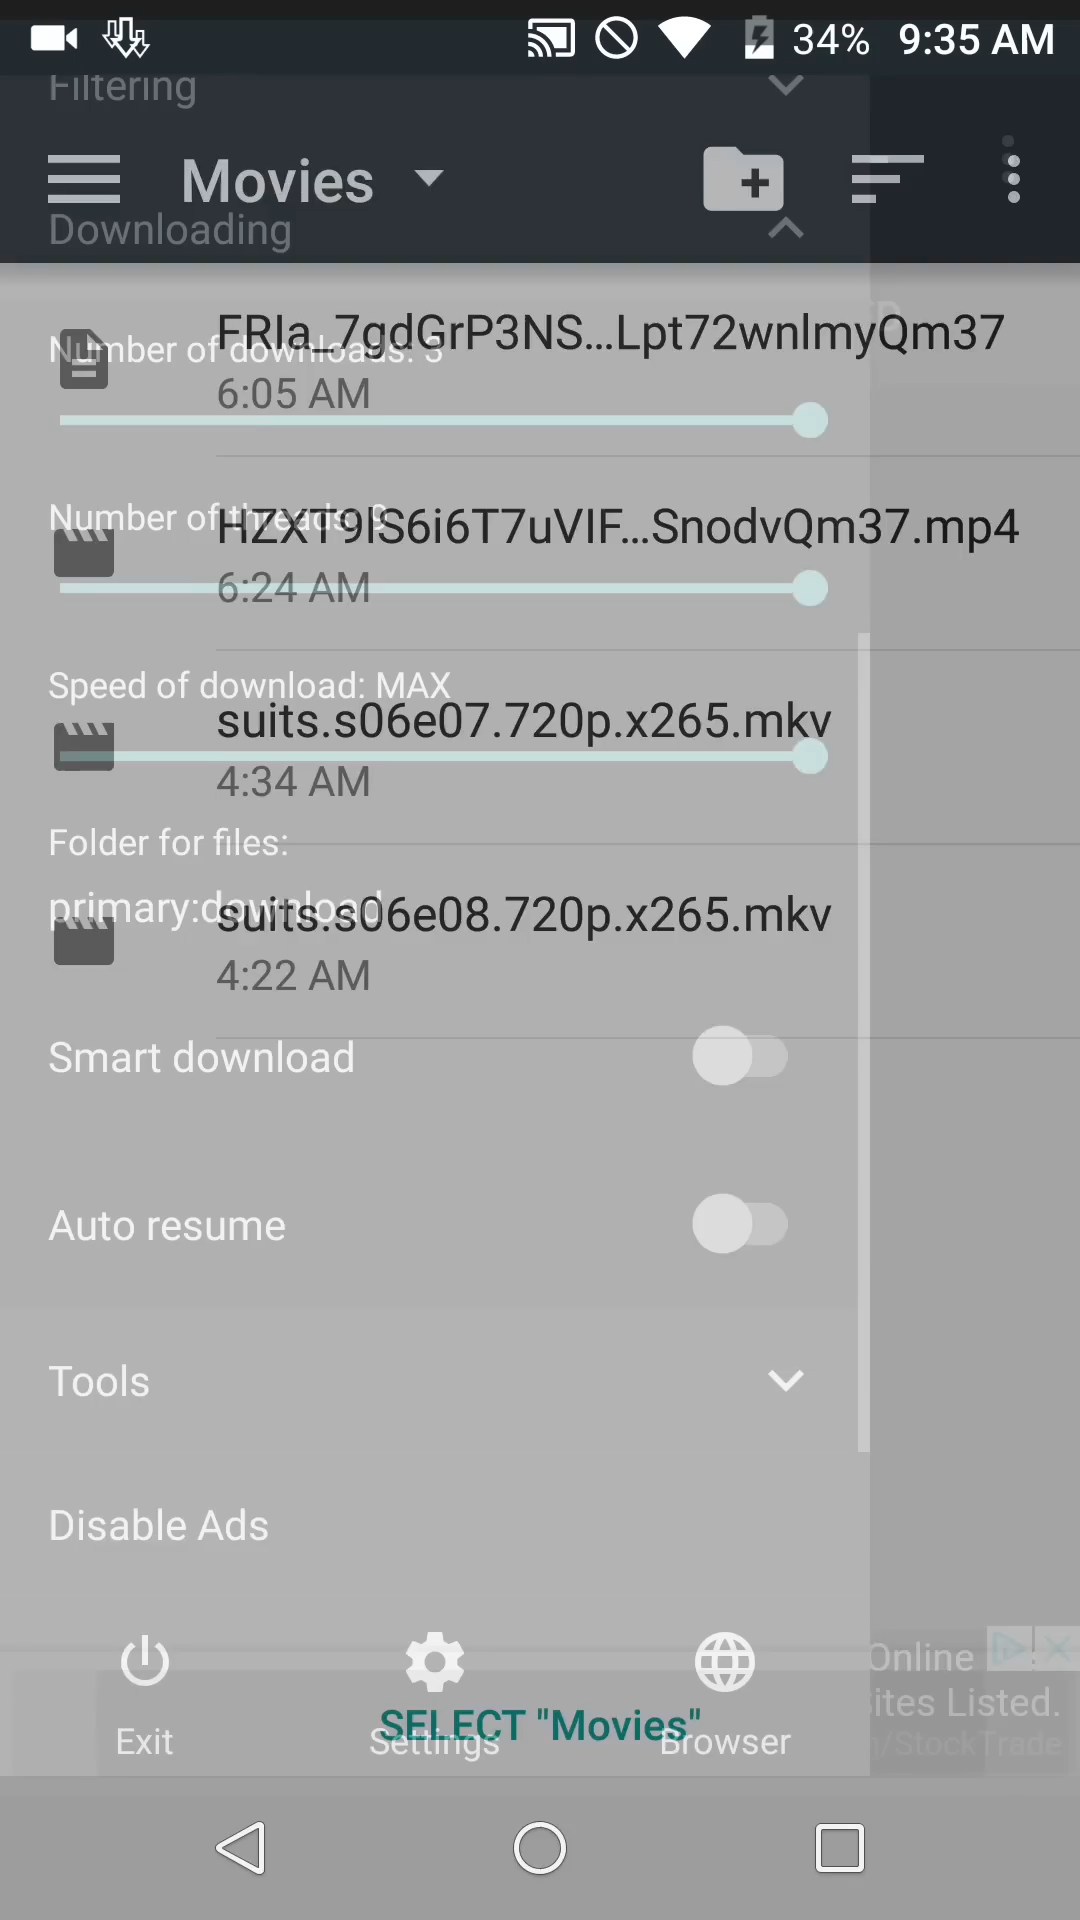 34% 9:35 AM
Filtering
Movies
Downloading
FRIa_7gdGrP3NS...Lpt72wnlmyQm37
Number of downloads: 3
6:05 AM
Number of threads: 9
HZXT9lS6i6T7uVIF...SnodvQm37.mp4
6:24 AM
Speed of download: MAX
suits.s06e07.720p.x265.mkv
4:34 AM
Folder for files:
primary:download
suits.s06e08.720p.x265.mkv
4:22 AM
Smart download
Auto resume
Tools
Disable Ads
Online
Sites Listed.
/StockTrade
SELECT "Movies"
Exit
Settings
Browser